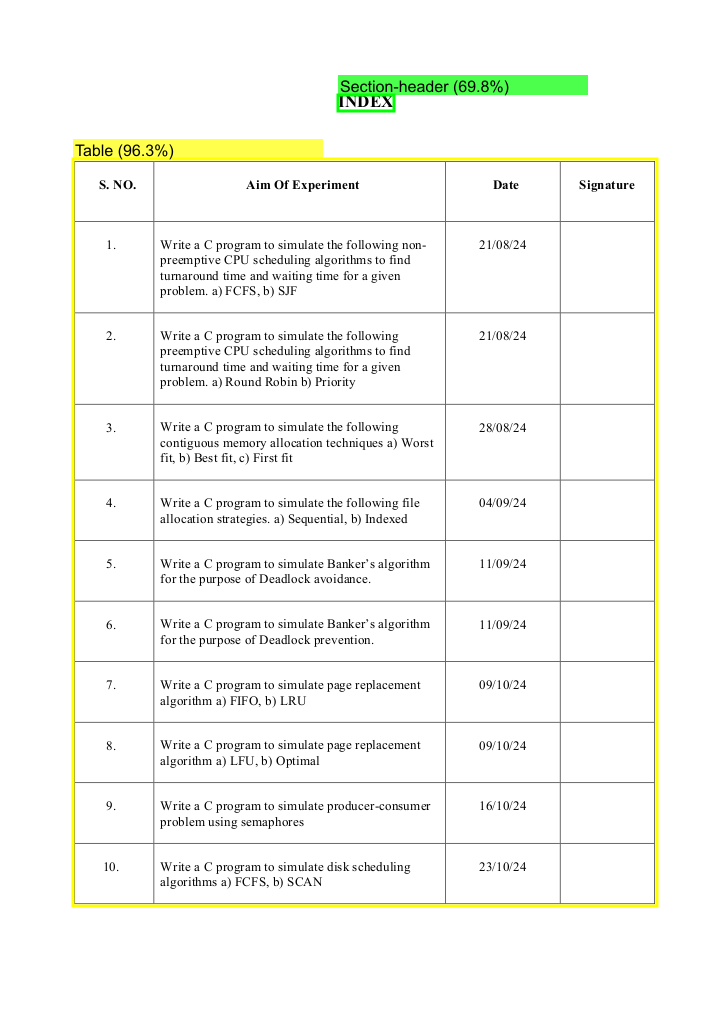 Section-header (69.8%)
INDEX
Table (96.3%)
S. NO. Aim Of Experiment Date Signature
1. Write a C program to simulate the following non- 21/08/24
preemptive CPU scheduling algorithms to find
turnaround time and waiting time for a given
problem. a) FCFS, b) SJF
2. Write a C program to simulate the following 21/08/24
preemptive CPU scheduling algorithms to find
turnaround time and waiting time for a given
problem. a) Round Robin b) Priority
3. Write a C program to simulate the following 28/08/24
contiguous memory allocation techniques a) Worst
fit, b) Best fit, c) First fit
4. Write a C program to simulate the following file 04/09/24
allocation strategies. a) Sequential, b) Indexed
5. Write a C program to simulate Banker’s algorithm 11/09/24
for the purpose of Deadlock avoidance.
6. Write a C program to simulate Banker’s algorithm 11/09/24
for the purpose of Deadlock prevention.
7. Write a C program to simulate page replacement 09/10/24
algorithm a) FIFO, b) LRU
8. Write a C program to simulate page replacement 09/10/24
algorithm a) LFU, b) Optimal
9. Write a C program to simulate producer-consumer 16/10/24
problem using semaphores
10. Write a C program to simulate disk scheduling 23/10/24
algorithms a) FCFS, b) SCAN